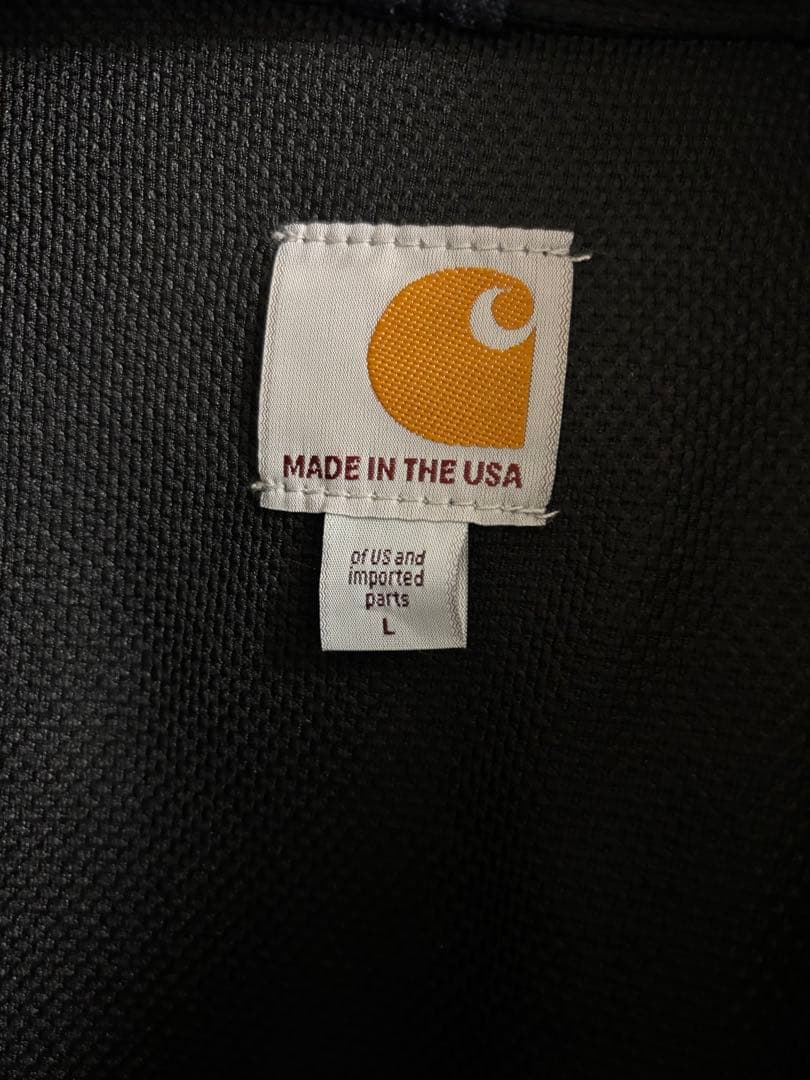 MADE IN THE USA
of US and
imported
parts
L